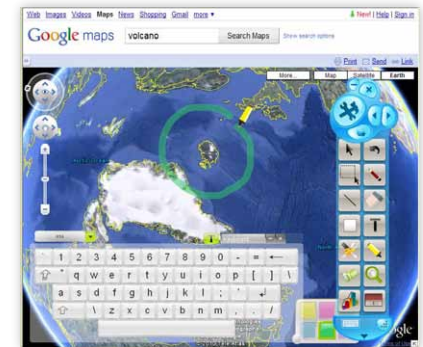 Web Images Videos Maps News Shopping Gmail more ▼
New! | Help | Sign in
Google maps
volcano
Search Maps
Show search options
Print Send Link
More... Map Satellite Earth
` 1 2 3 4 5 6 7 8 9 0 - = ←
q w e r t y u i o p [ ] \
a s d f g h j k l ; '
\ z x c v b n m , . /
T
gle